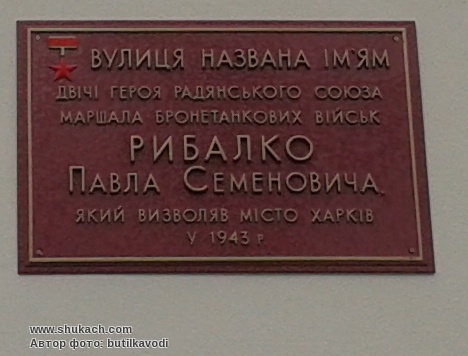 ВУЛИЦЯ НАЗВАНА ІМ'ЯМ
ДВІЧІ ГЕРОЯ РАДЯНСЬКОГО СОЮЗА
МАРШАЛА БРОНЕТАНКОВИХ ВІЙСЬК
РИБАЛКО
ПАВЛА СЕМЕНОВИЧА,
ЯКИЙ ВИЗВОЛЯВ МІСТО ХАРКІВ
У 1943 Р.
www.shukach.com
Автор фото: butilkavodi